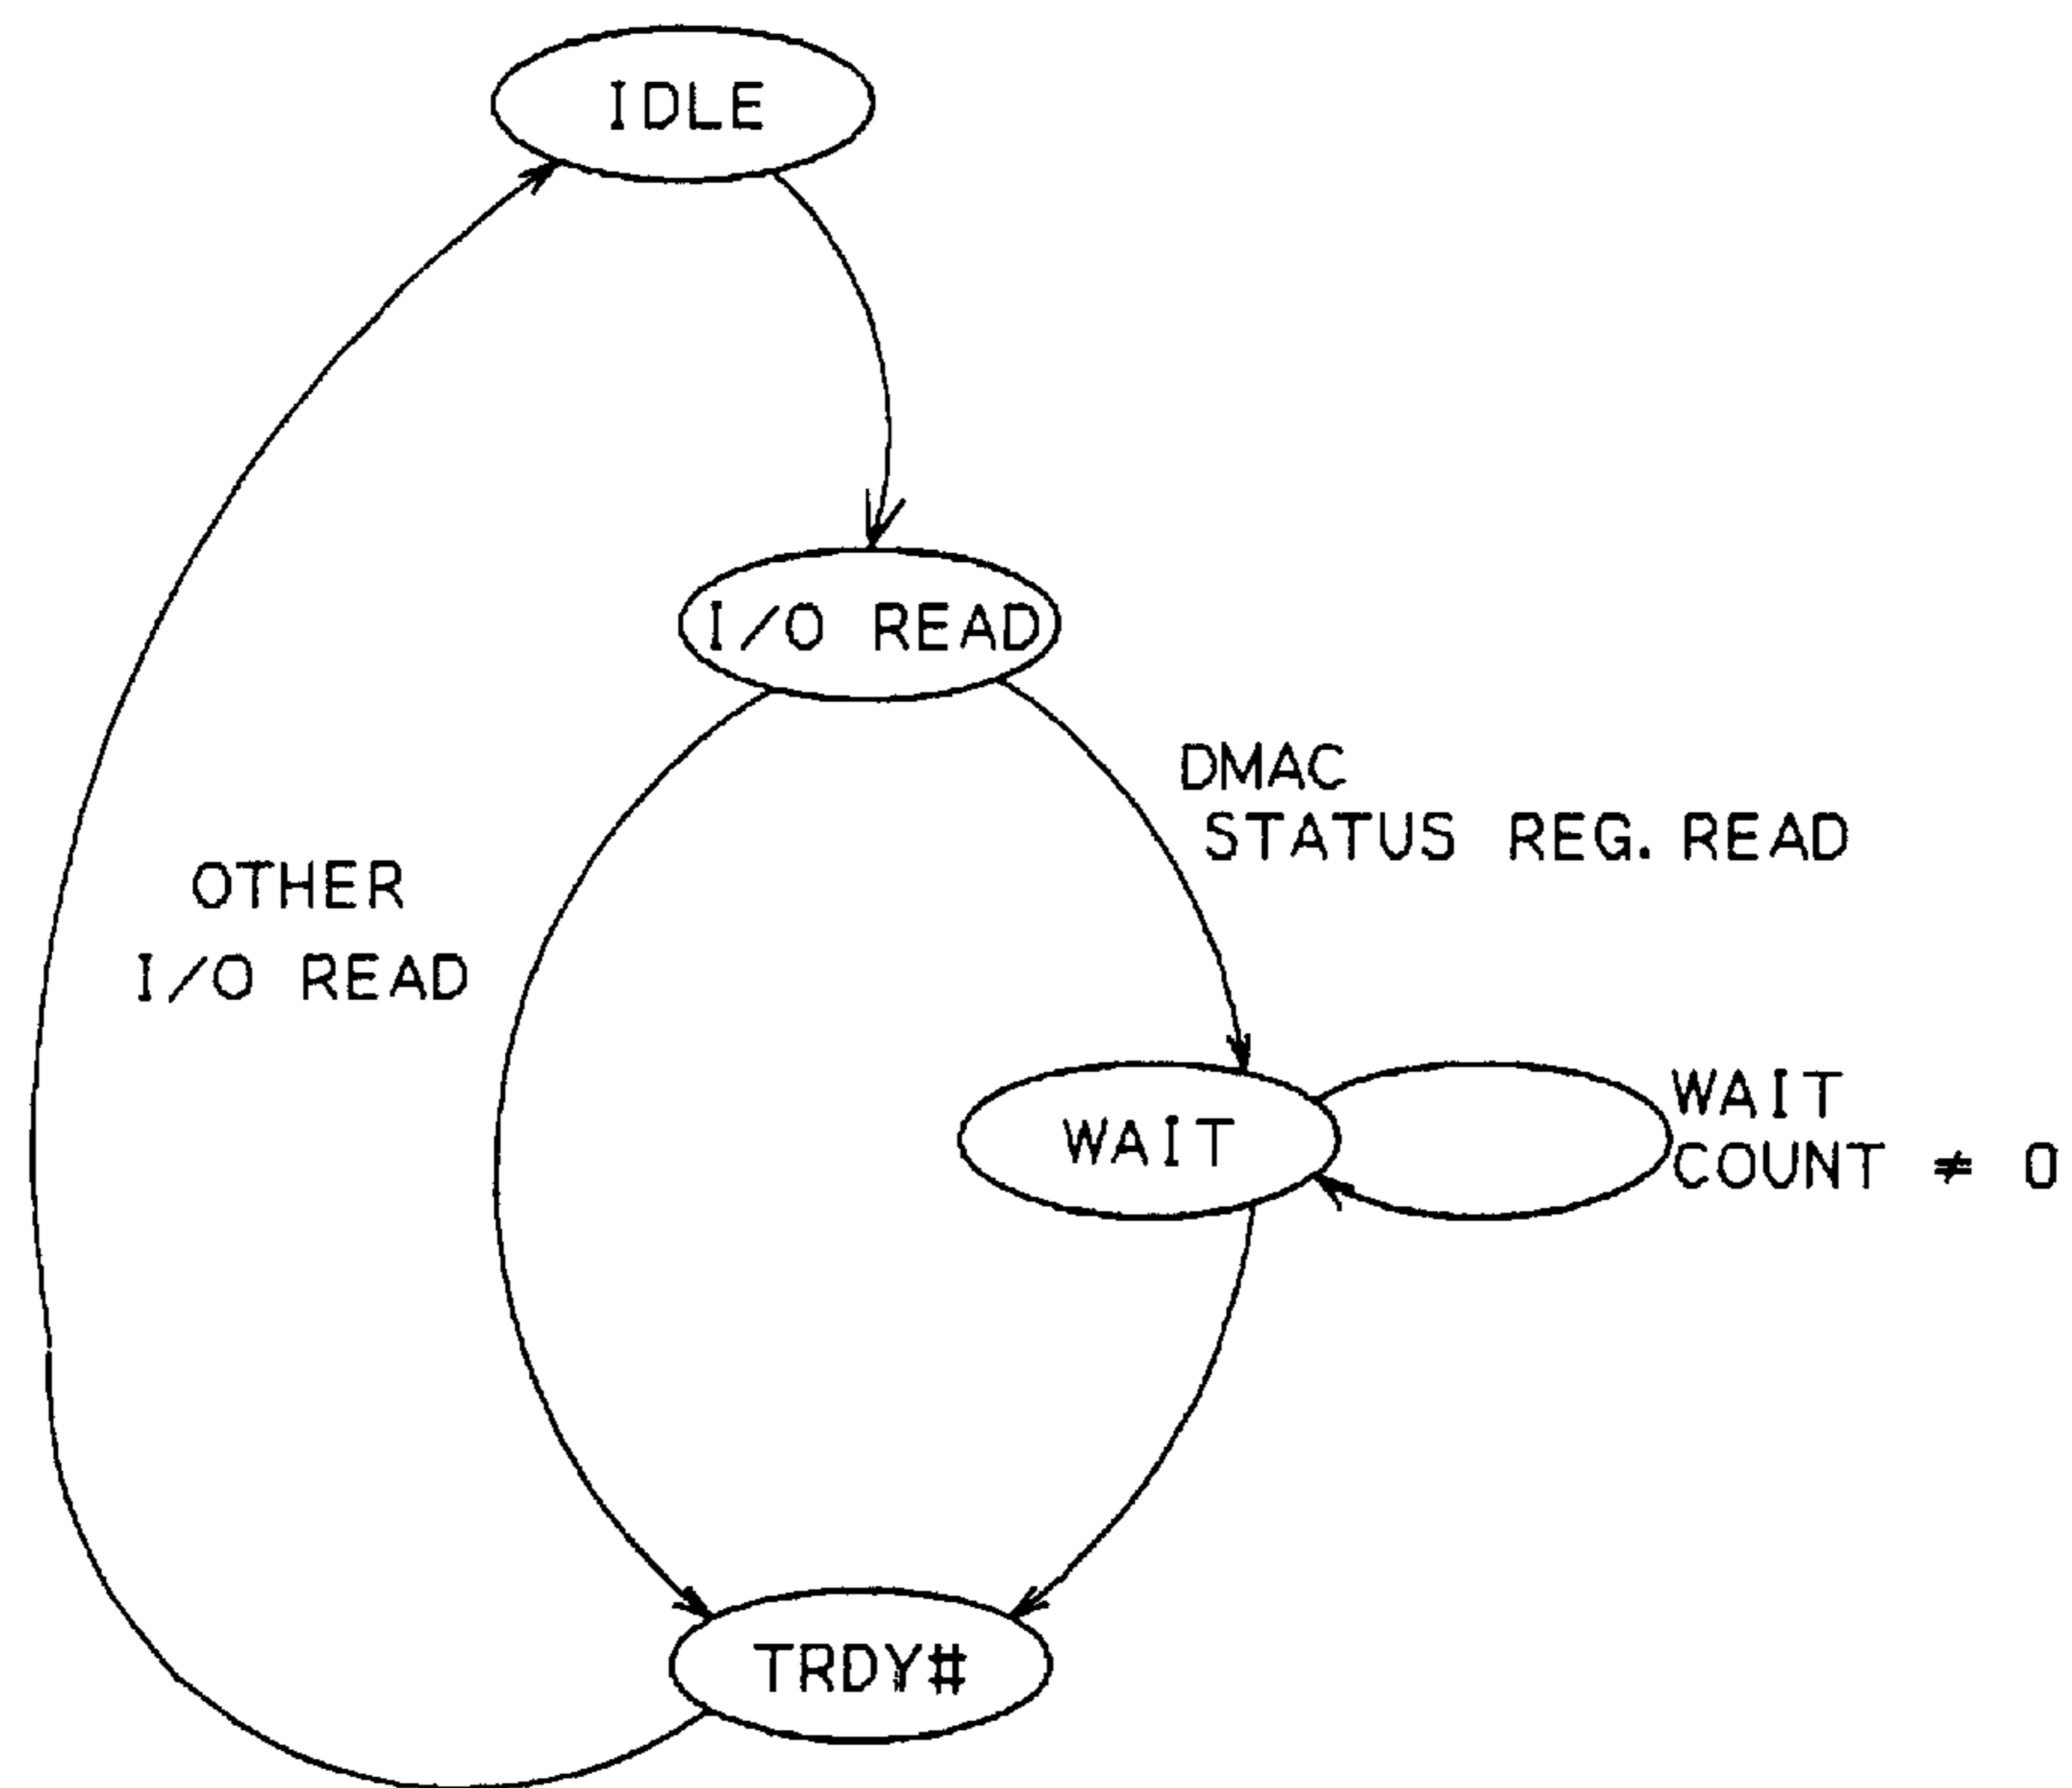 IDLE
I/O READ
DMAC
STATUS REG. READ
OTHER
I/O READ
WAIT
WAIT
COUNT ≠ 0
TRDY#